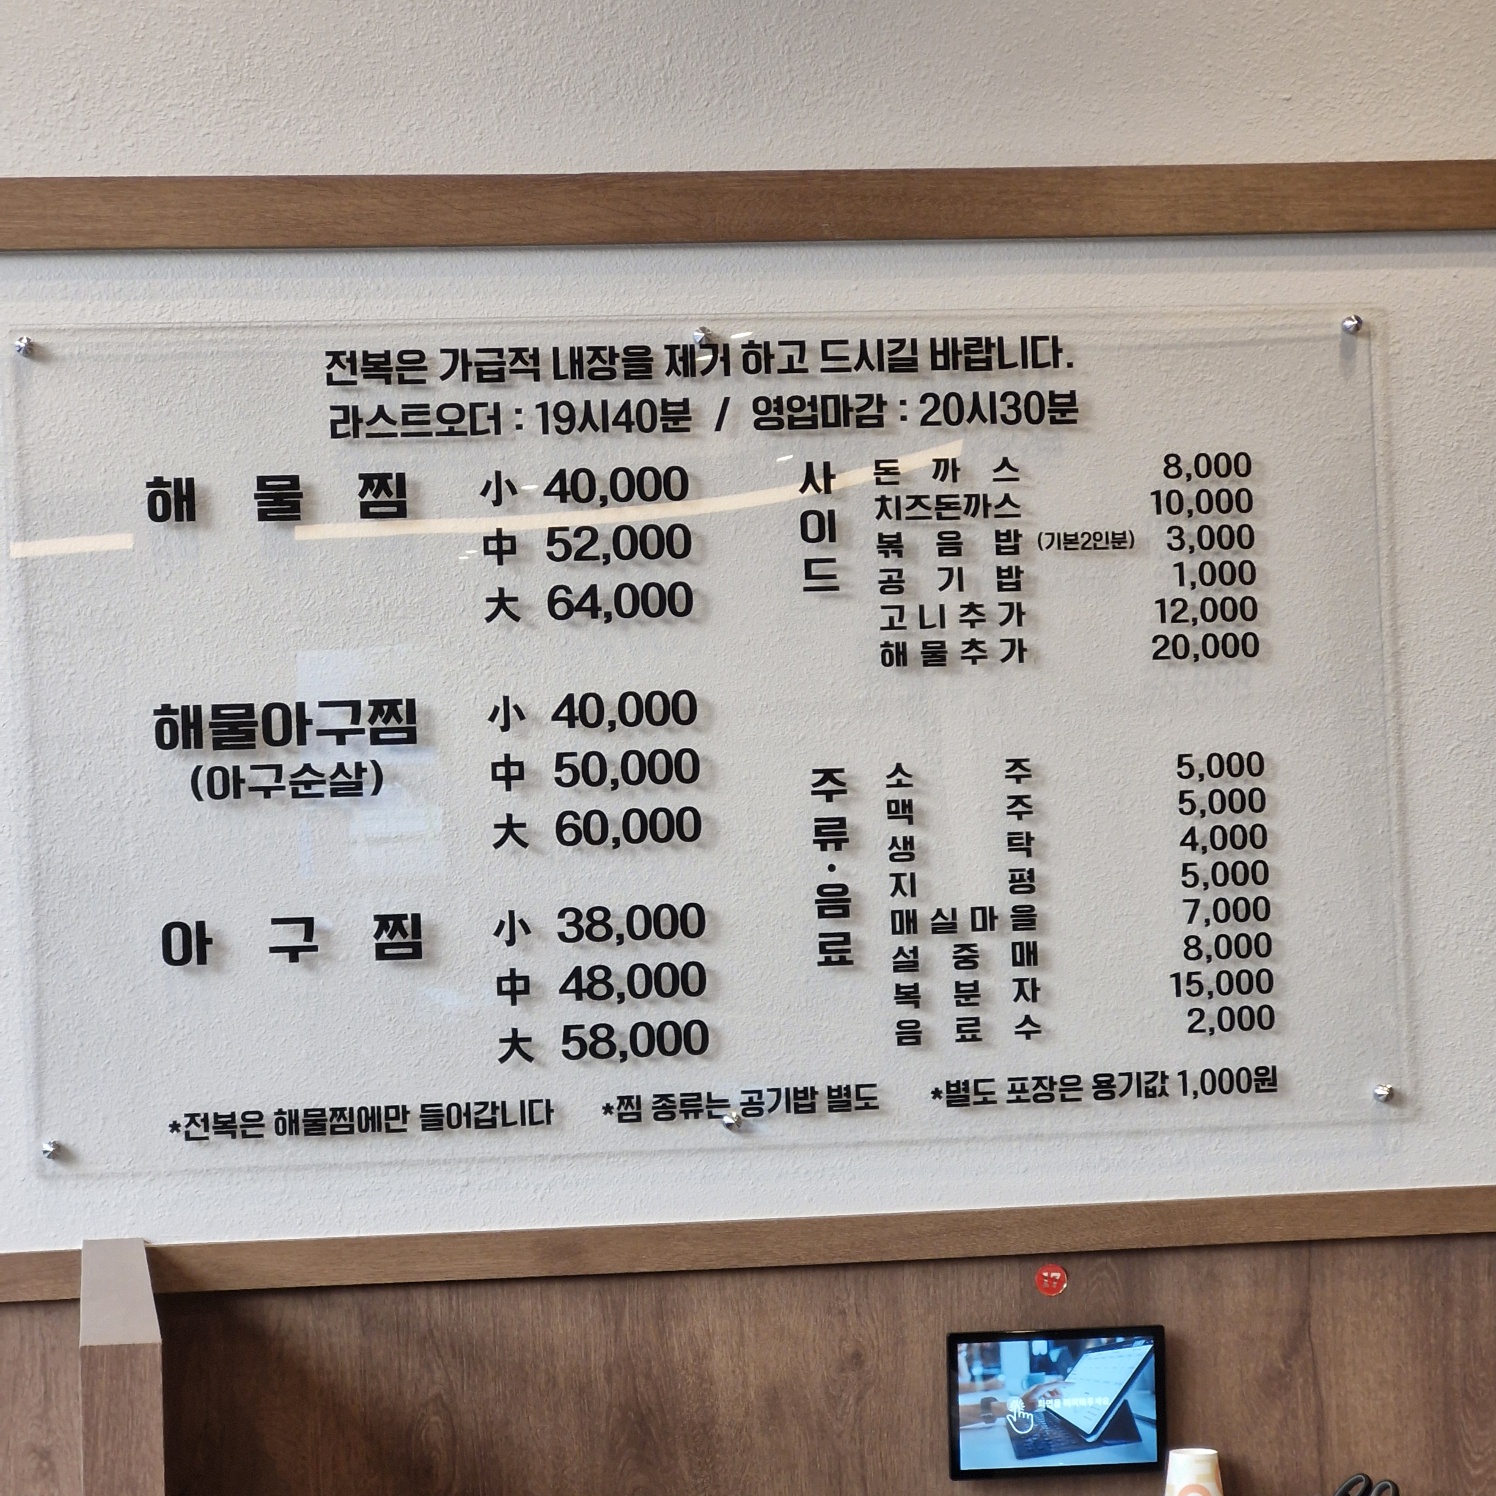 전복은 가급적 내장을 제거 하고 드시길 바랍니다.
라스트오더 : 19시40분 / 영업마감 : 20시30분
해 물 찜 小 40,000
中 52,000
大 64,000
해물아구찜 小 40,000
(아구순살) 中 50,000
大 60,000
아 구 찜 小 38,000
中 48,000
大 58,000
사이드
돈 까 스 8,000
치즈돈까스 10,000
볶 음 밥 (기본2인분) 3,000
공 기 밥 1,000
고니추가 12,000
해물추가 20,000
주류·음료
소 주 5,000
맥 주 5,000
생 탁 4,000
지 평 5,000
매실마을 7,000
설 중 매 8,000
복 분 자 15,000
음 료 수 2,000
*전복은 해물찜에만 들어갑니다 *찜 종류는 공기밥 별도 *별도 포장은 용기값 1,000원
17